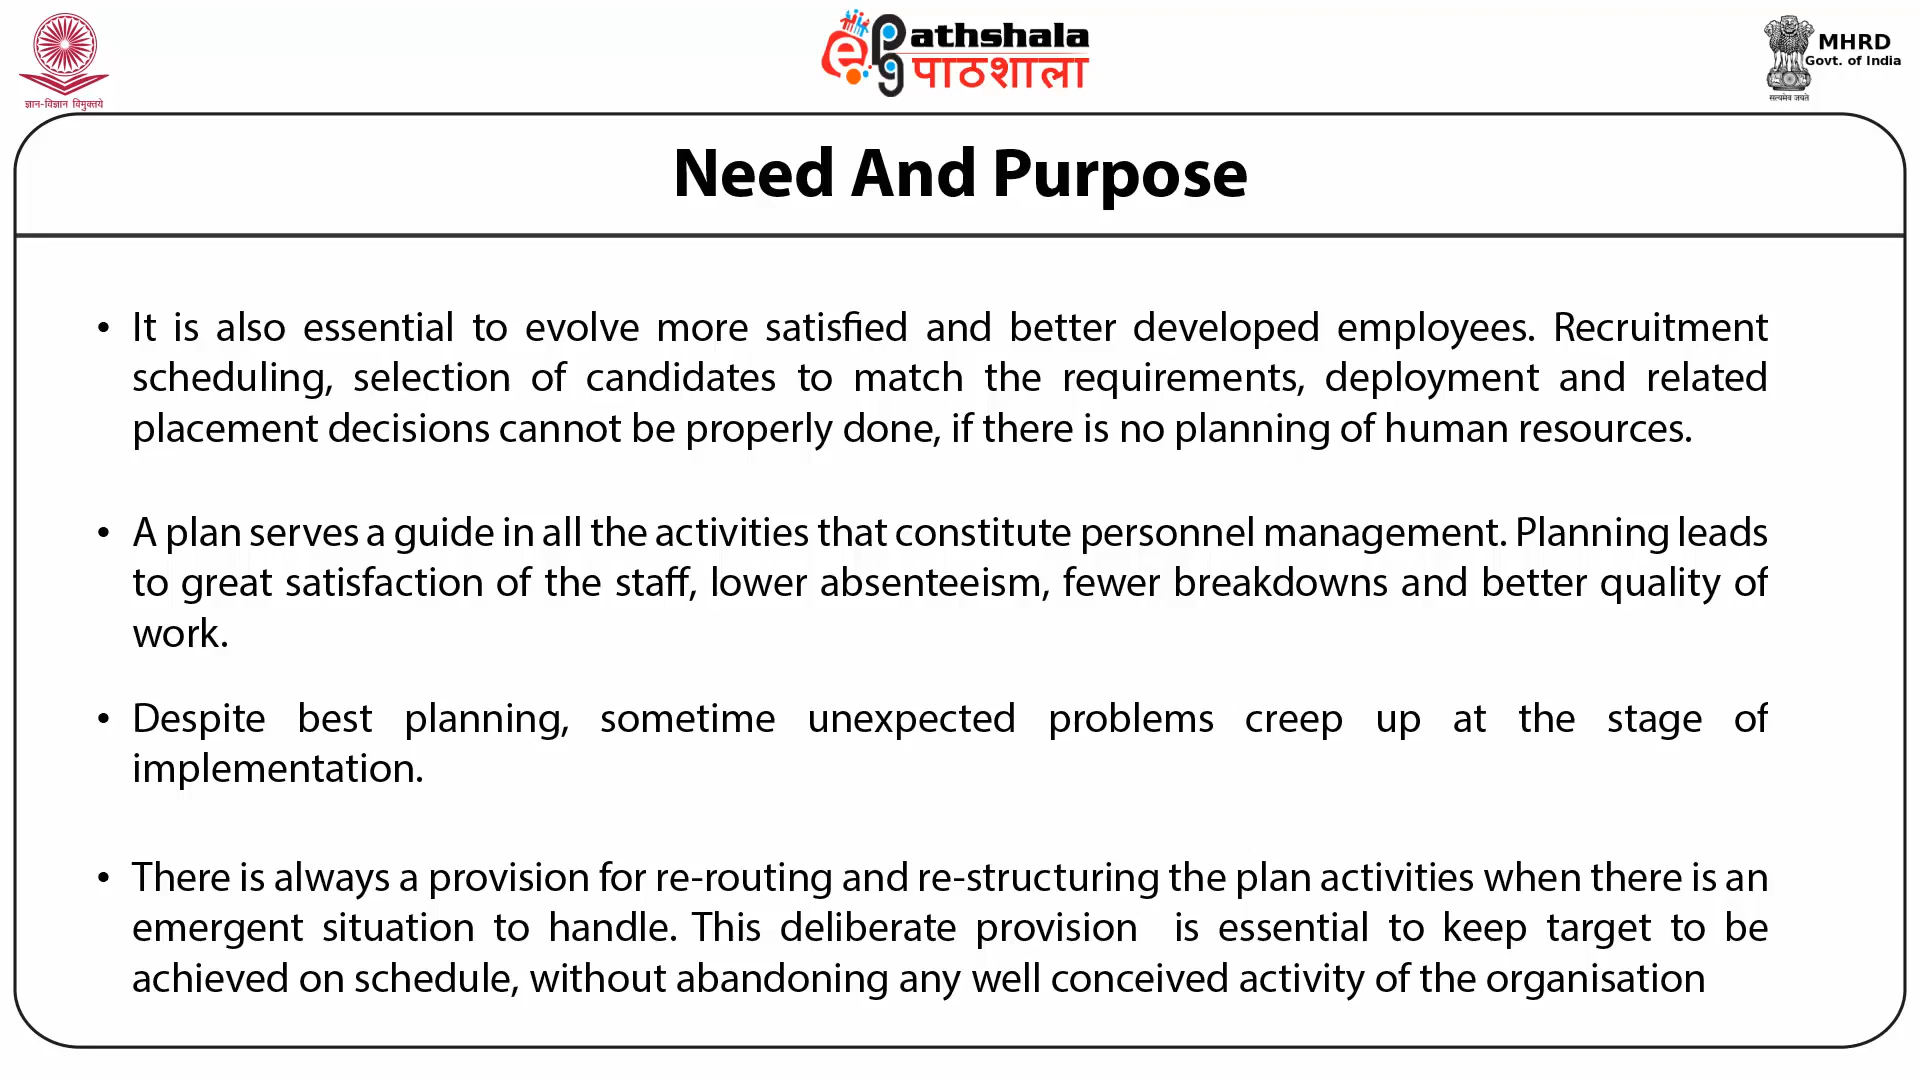 ज्ञान-विज्ञान विमुक्तये
ePG athshala
पाठशाला
MHRD
Govt. of India
सत्यमेव जयते
Need And Purpose
• It is also essential to evolve more satisfied and better developed employees. Recruitment
scheduling, selection of candidates to match the requirements, deployment and related
placement decisions cannot be properly done, if there is no planning of human resources.
• A plan serves a guide in all the activities that constitute personnel management. Planning leads
to great satisfaction of the staff, lower absenteeism, fewer breakdowns and better quality of
work.
• Despite best planning, sometime unexpected problems creep up at the stage of
implementation.
• There is always a provision for re-routing and re-structuring the plan activities when there is an
emergent situation to handle. This deliberate provision is essential to keep target to be
achieved on schedule, without abandoning any well conceived activity of the organisation